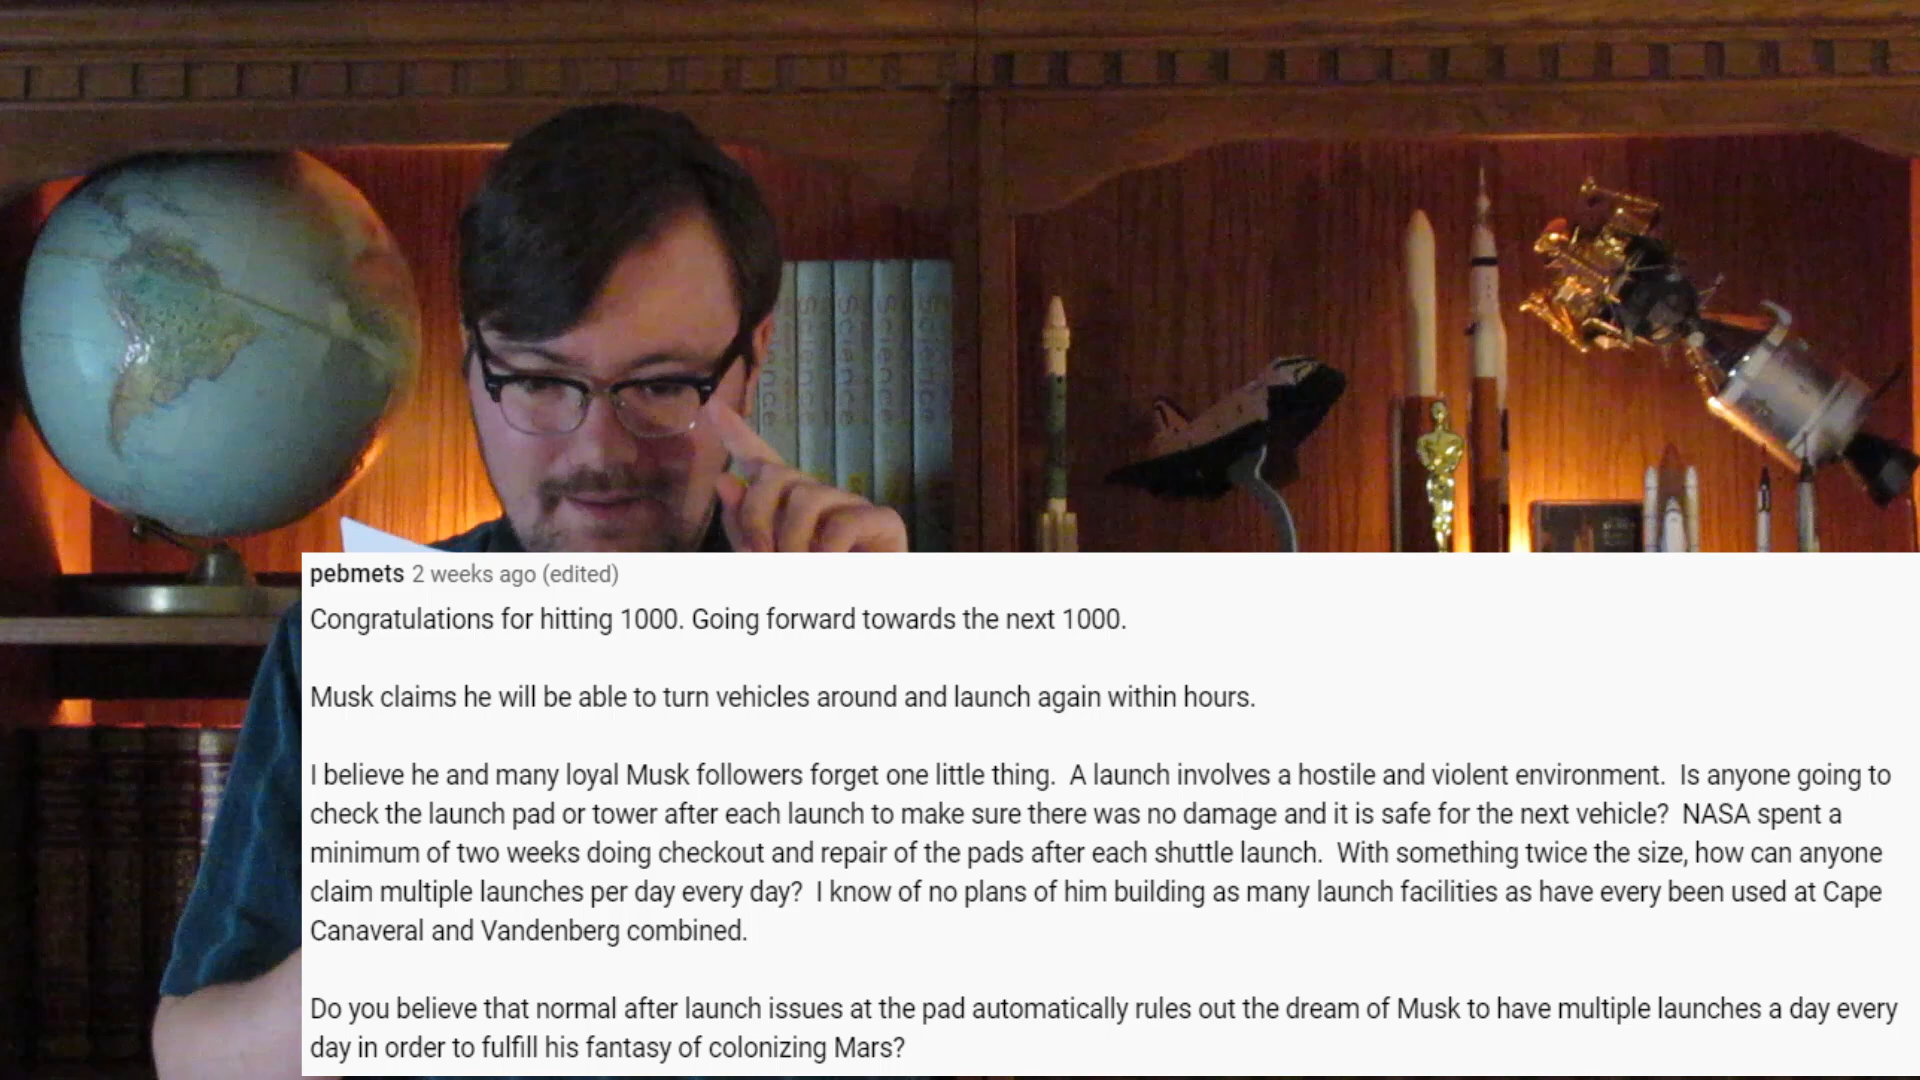 Science
Science
Science
Science
Science
pebmets 2 weeks ago (edited)
Congratulations for hitting 1000. Going forward towards the next 1000.
Musk claims he will be able to turn vehicles around and launch again within hours.
I believe he and many loyal Musk followers forget one little thing.  A launch involves a hostile and violent environment.  Is anyone going to
check the launch pad or tower after each launch to make sure there was no damage and it is safe for the next vehicle?  NASA spent a
minimum of two weeks doing checkout and repair of the pads after each shuttle launch.  With something twice the size, how can anyone
claim multiple launches per day every day?  I know of no plans of him building as many launch facilities as have every been used at Cape
Canaveral and Vandenberg combined.
Do you believe that normal after launch issues at the pad automatically rules out the dream of Musk to have multiple launches a day every
day in order to fulfill his fantasy of colonizing Mars?